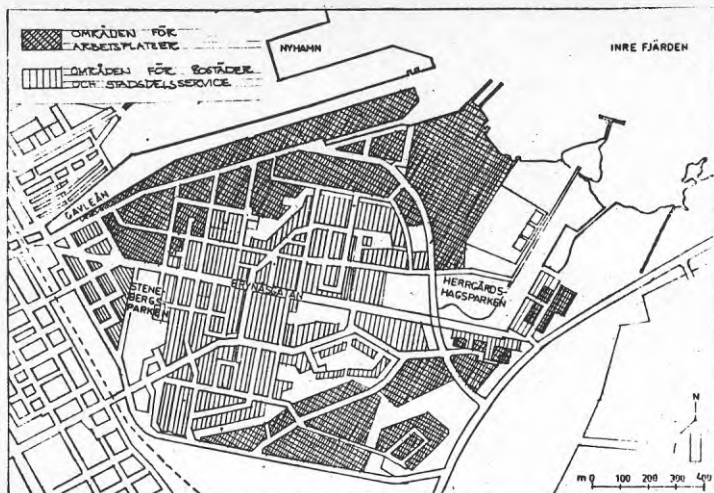 OMRÅDEN FÖR
ARBETSPLATSER
OMRÅDEN FÖR BOSTÄDER
OCH STADSDELSSERVICE
NYHAMN
INRE FJÄRDEN
GAVLEÅN
STENE-
BERGS-
PARKEN
BRYNÄSGATAN
HERRGÅRDS-
HAGSPARKEN
N
m 0 100 200 300 400